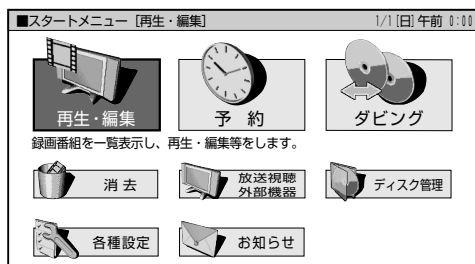 ■スタートメニュー [再生・編集] 1/1 [日] 午前 0:00
再生・編集 予 約 ダビング
録画番組を一覧表示し、再生・編集等をします。
消 去 放送視聴 外部機器 ディスク管理
各種設定 お知らせ